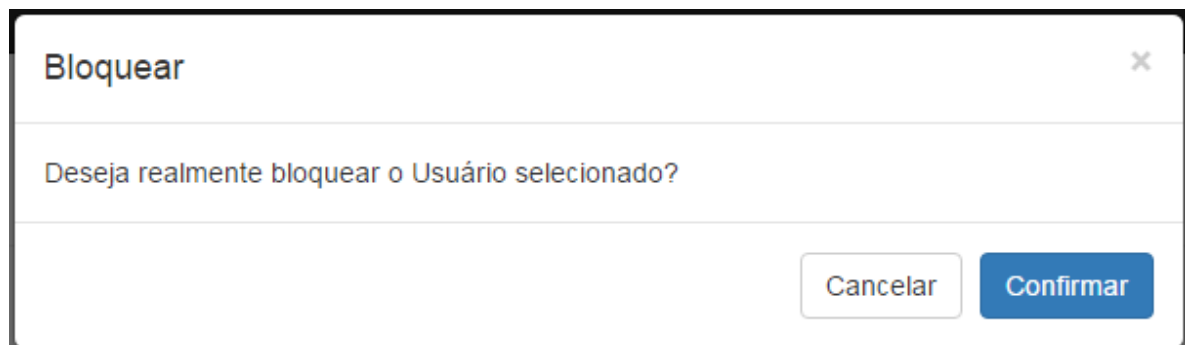 Bloquear ×
Deseja realmente bloquear o Usuário selecionado?
Cancelar Confirmar